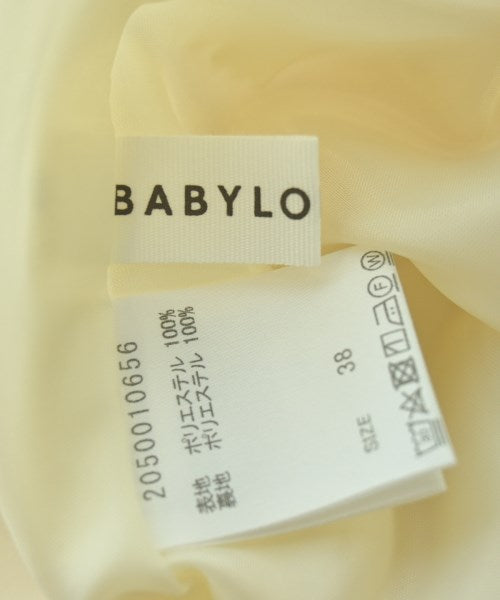 BABYLO
2050010656
表地 ポリエステル 100%
裏地 ポリエステル 100%
SIZE 38
F
W